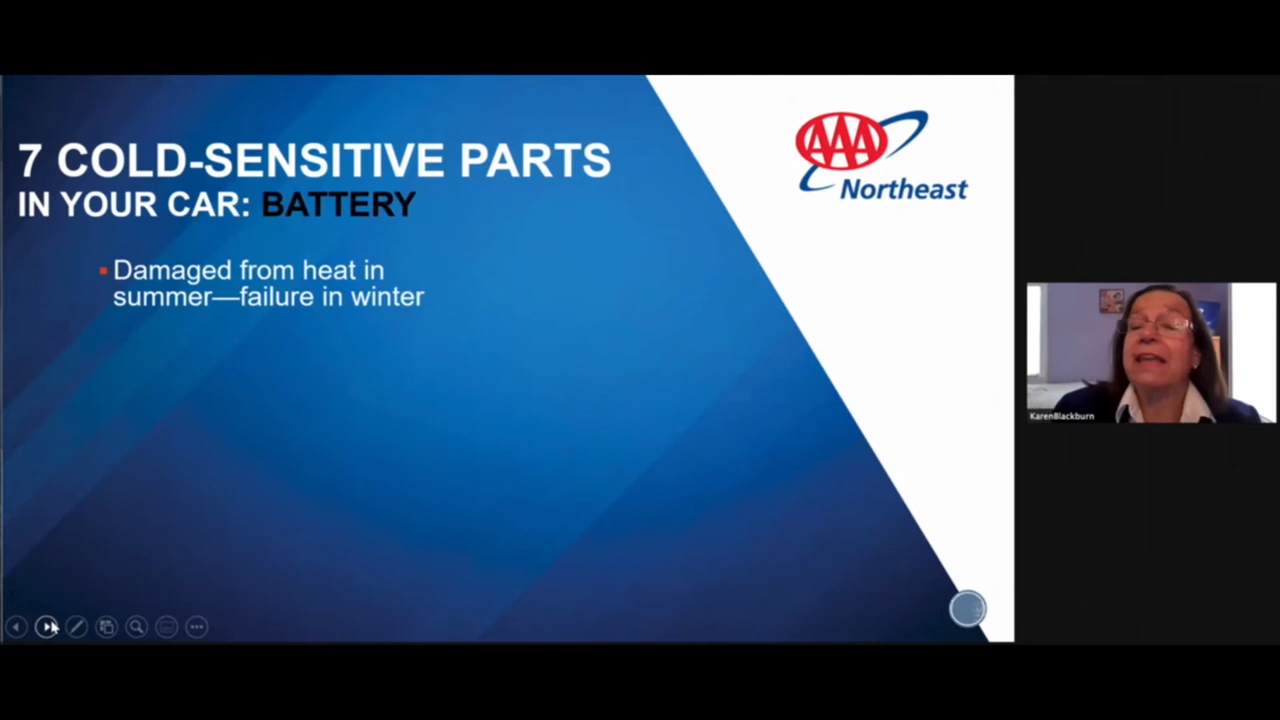 7 COLD-SENSITIVE PARTS
IN YOUR CAR: BATTERY
AAA
Northeast
▪ Damaged from heat in
summer—failure in winter
KarenBlackburn